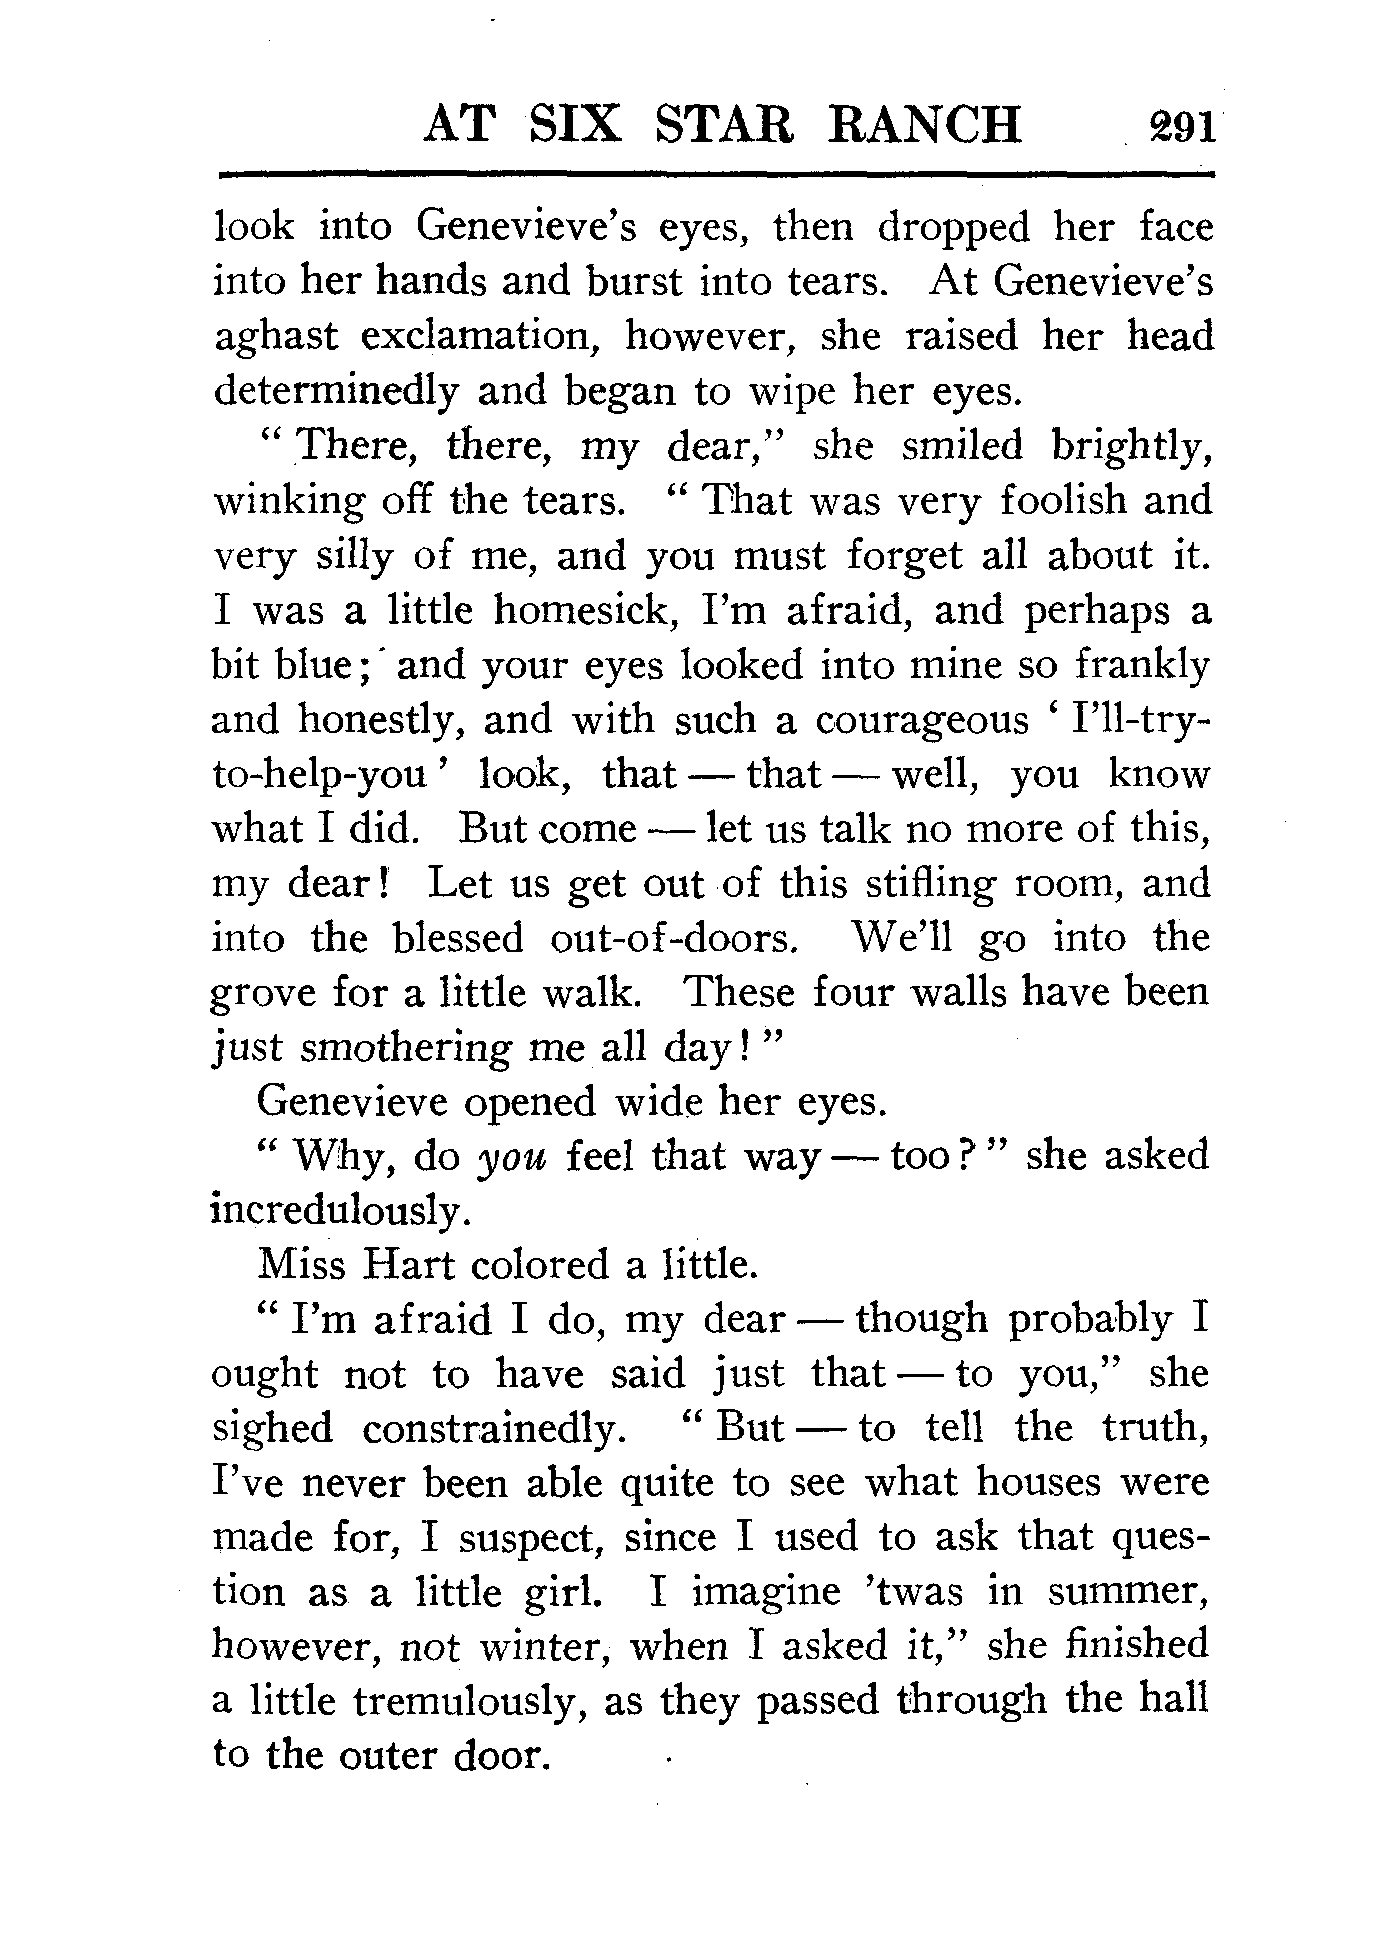 AT SIX STAR RANCH 291
look into Genevieve's eyes, then dropped her face
into her hands and burst into tears. At Genevieve's
aghast exclamation, however, she raised her head
determinedly and began to wipe her eyes.
" There, there, my dear," she smiled brightly,
winking off the tears. " That was very foolish and
very silly of me, and you must forget all about it.
I was a little homesick, I'm afraid, and perhaps a
bit blue; and your eyes looked into mine so frankly
and honestly, and with such a courageous ' I'll-try-
to-help-you ' look, that — that — well, you know
what I did. But come — let us talk no more of this,
my dear! Let us get out of this stifling room, and
into the blessed out-of-doors. We'll go into the
grove for a little walk. These four walls have been
just smothering me all day! "
Genevieve opened wide her eyes.
" Why, do you feel that way — too? " she asked
incredulously.
Miss Hart colored a little.
" I'm afraid I do, my dear — though probably I
ought not to have said just that — to you," she
sighed constrainedly. " But — to tell the truth,
I've never been able quite to see what houses were
made for, I suspect, since I used to ask that ques-
tion as a little girl. I imagine 'twas in summer,
however, not winter, when I asked it," she finished
a little tremulously, as they passed through the hall
to the outer door.